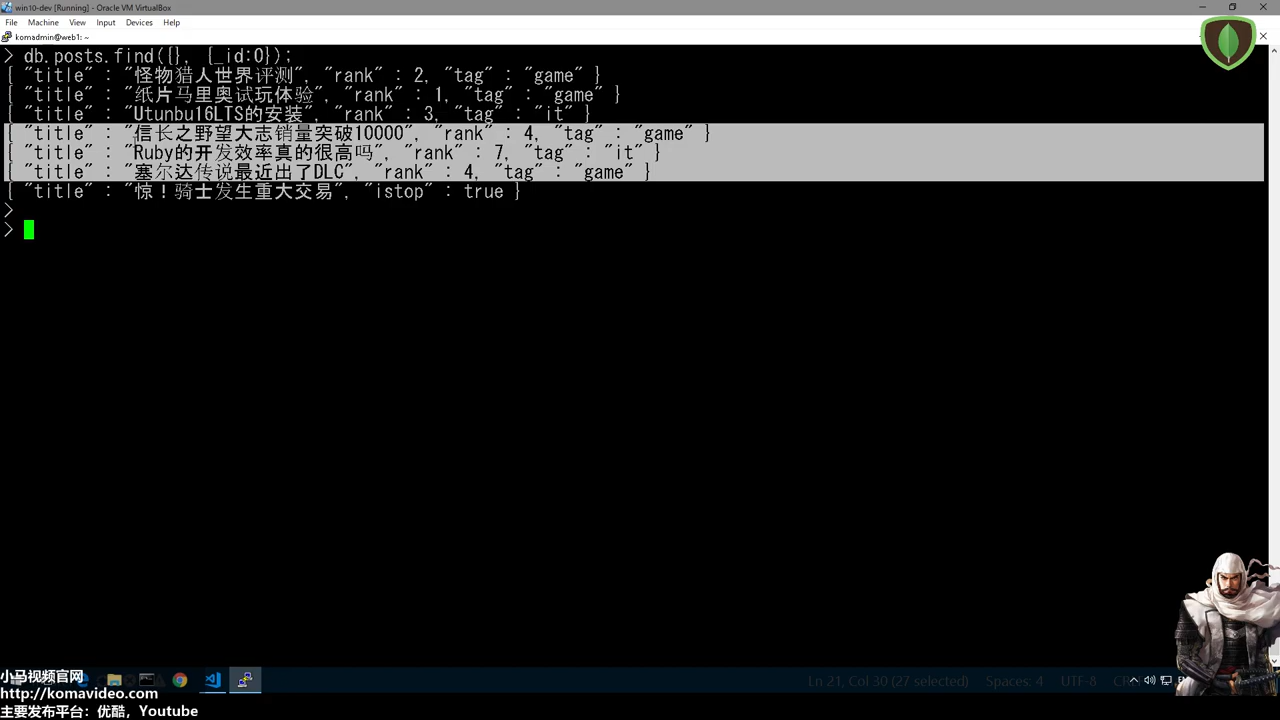 win10-dev [Running] - Oracle VM VirtualBox
File Machine View Input Devices Help
komadmin@web1: ~
> db.posts.find({}, {_id:0});
{ "title" : "怪物猎人世界评测", "rank" : 2, "tag" : "game" }
{ "title" : "纸片马里奥试玩体验", "rank" : 1, "tag" : "game" }
{ "title" : "Utunbu16LTS的安装", "rank" : 3, "tag" : "it" }
{ "title" : "信长之野望大志销量突破10000", "rank" : 4, "tag" : "game" }
{ "title" : "Ruby的开发效率真的很高吗", "rank" : 7, "tag" : "it" }
{ "title" : "塞尔达传说最近出了DLC", "rank" : 4, "tag" : "game" }
{ "title" : "惊！骑士发生重大交易", "istop" : true }
>
>
小马视频官网
http://komavideo.com
主要发布平台：优酷，Youtube
Ln 21, Col 30 (27 selected) Spaces: 4 UTF-8